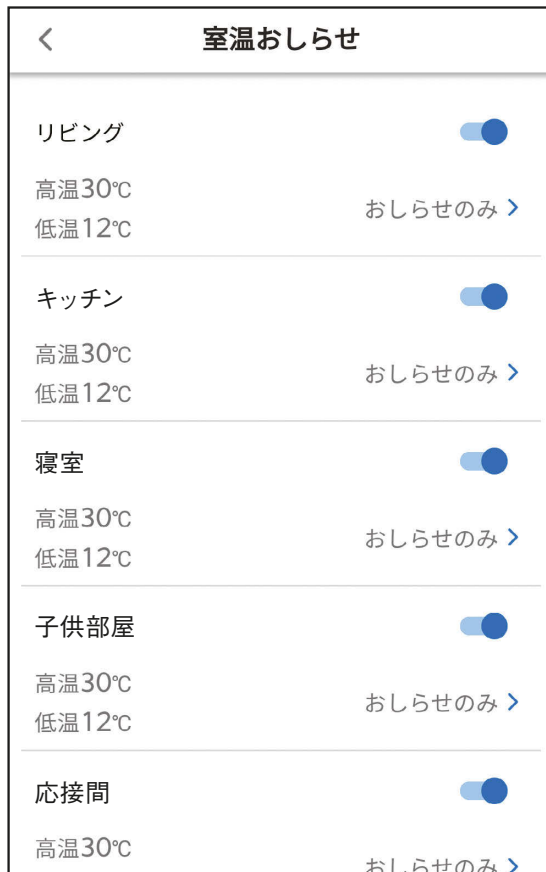 室温おしらせ
リビング
高温30℃
低温12℃
おしらせのみ
キッチン
高温30℃
低温12℃
おしらせのみ
寝室
高温30℃
低温12℃
おしらせのみ
子供部屋
高温30℃
低温12℃
おしらせのみ
応接間
高温30℃
おしらせのみ